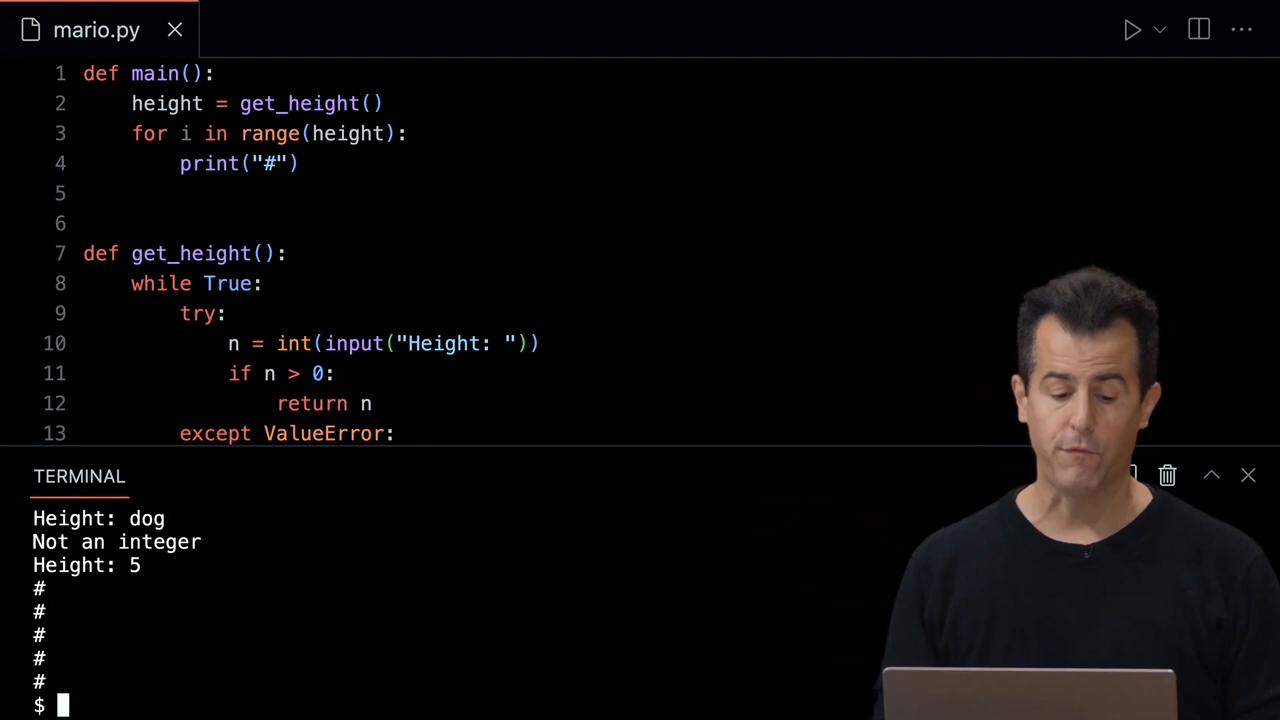 mario.py
1 def main():
2     height = get_height()
3     for i in range(height):
4         print("#")
5
6
7 def get_height():
8     while True:
9         try:
10             n = int(input("Height: "))
11             if n > 0:
12                 return n
13         except ValueError:
TERMINAL
Height: dog
Not an integer
Height: 5
#
#
#
#
#
$